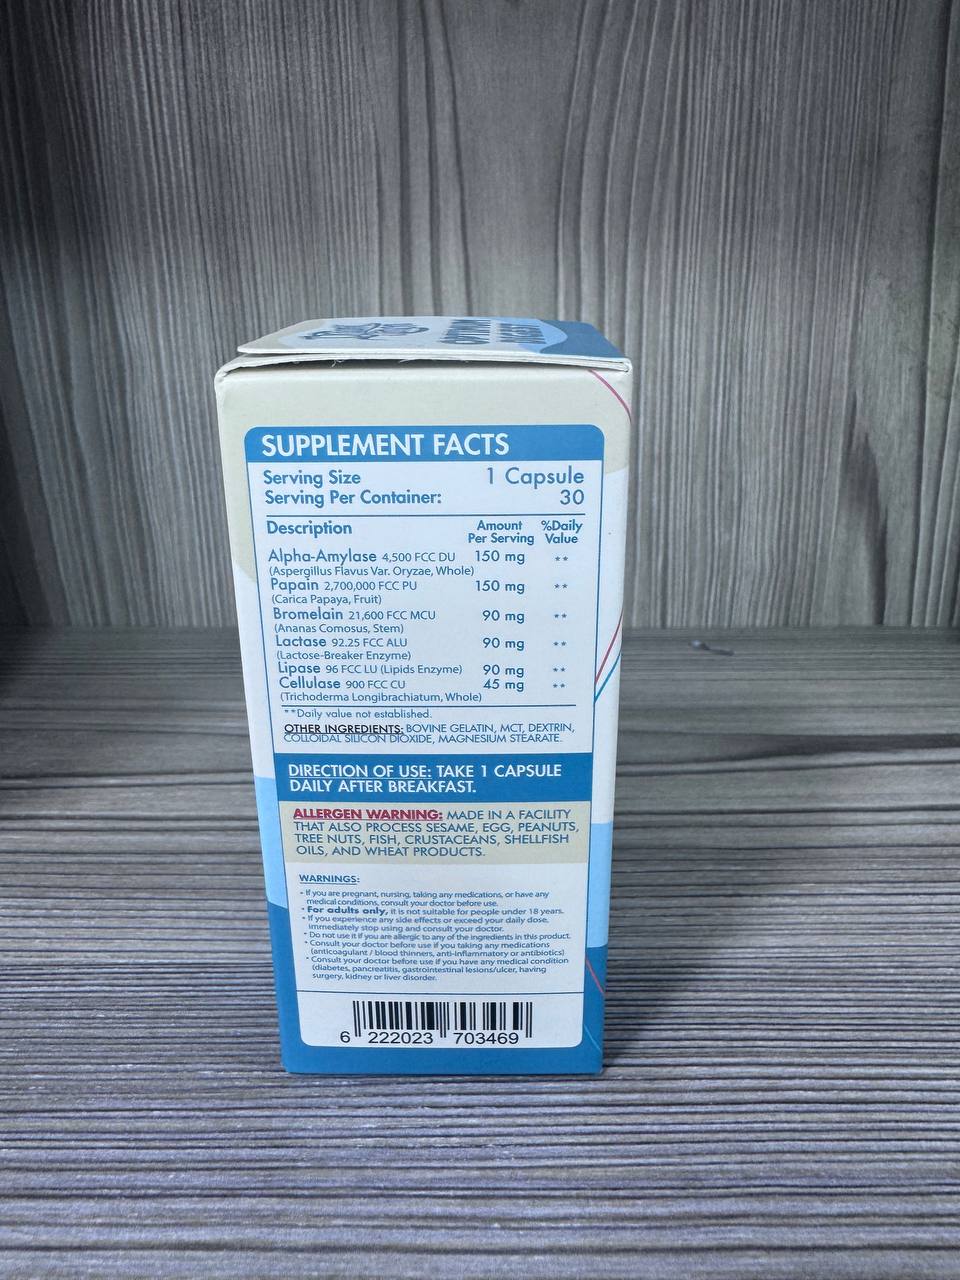 SUPPLEMENT FACTS
Serving Size 1 Capsule
Serving Per Container: 30
Description Amount Per Serving %Daily Value
Alpha-Amylase 4,500 FCC DU 150 mg **
(Aspergillus Flavus Var. Oryzae, Whole)
Papain 2,700,000 FCC PU 150 mg **
(Carica Papaya, Fruit)
Bromelain 21,600 FCC MCU 90 mg **
(Ananas Comosus, Stem)
Lactase 92.25 FCC ALU 90 mg **
(Lactose-Breaker Enzyme)
Lipase 96 FCC LU (Lipids Enzyme) 90 mg **
Cellulase 900 FCC CU 45 mg **
(Trichoderma Longibrachiatum, Whole)
**Daily value not established.
OTHER INGREDIENTS: BOVINE GELATIN, MCT, DEXTRIN,
COLLOIDAL SILICON DIOXIDE, MAGNESIUM STEARATE.
DIRECTION OF USE: TAKE 1 CAPSULE
DAILY AFTER BREAKFAST.
ALLERGEN WARNING: MADE IN A FACILITY
THAT ALSO PROCESS SESAME, EGG, PEANUTS,
TREE NUTS, FISH, CRUSTACEANS, SHELLFISH
OILS, AND WHEAT PRODUCTS.
WARNINGS:
• If you are pregnant, nursing, taking any medications, or have any
medical conditions, consult your doctor before use.
• For adults only, it is not suitable for people under 18 years.
• If you experience any side effects or exceed your daily dose,
immediately stop using and consult your doctor.
• Do not use it if you are allergic to any of the ingredients in this product.
• Consult your doctor before use if you taking any medications
(anticoagulant / blood thinners, anti-inflammatory or antibiotics)
• Consult your doctor before use if you have any medical condition
(diabetes, pancreatitis, gastrointestinal lesions/ulcer, having
surgery, kidney or liver disorder.
6 222023 703469